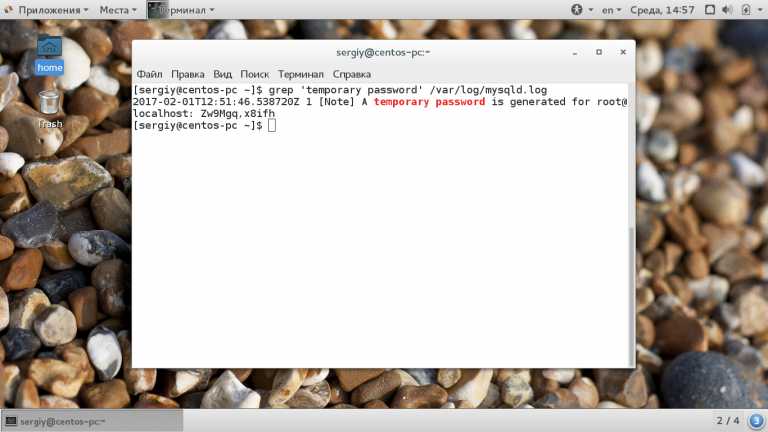 Приложения Места Терминал en Среда, 14:57
home
Trash
sergiy@centos-pc:~
Файл Правка Вид Поиск Терминал Справка
[sergiy@centos-pc ~]$ grep 'temporary password' /var/log/mysqld.log
2017-02-01T12:51:46.538720Z 1 [Note] A temporary password is generated for root@
localhost: Zw9Mgq,x8ifh
[sergiy@centos-pc ~]$
sergiy@centos-pc:~ 2 / 4 3